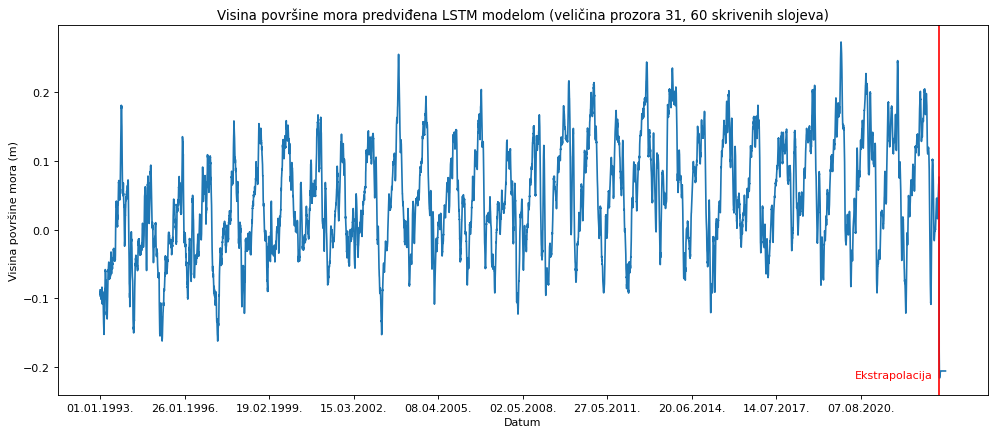 Visina površine mora predviđena LSTM modelom (veličina prozora 31, 60 skrivenih slojeva)
Visina površine mora (m)
0.2
0.1
0.0
−0.1
−0.2
Ekstrapolacija
01.01.1993. 26.01.1996. 19.02.1999. 15.03.2002. 08.04.2005. 02.05.2008. 27.05.2011. 20.06.2014. 14.07.2017. 07.08.2020.
Datum